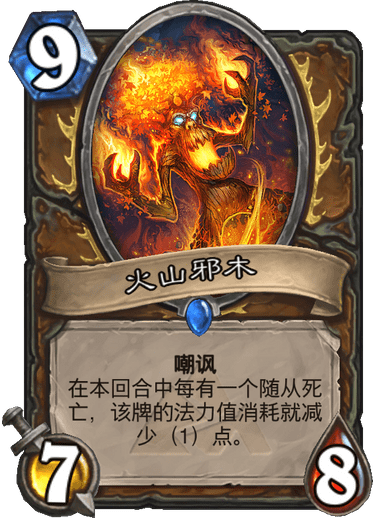 9
火山邪木
嘲讽
在本回合中每有一个随从死
亡，该牌的法力值消耗就减
少（1）点。
7
8